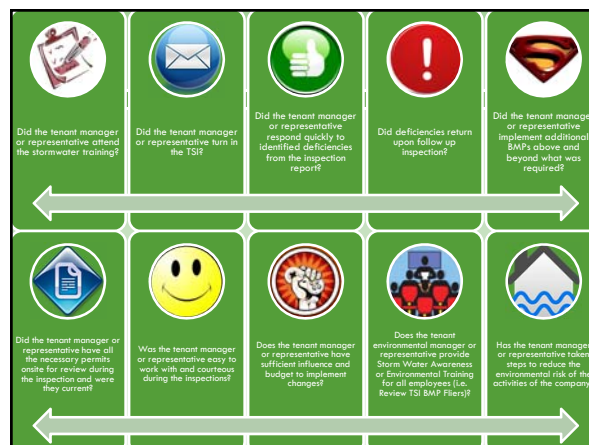 Did the tenant manager
or representative attend
the stormwater training?
Did the tenant manager
or representative turn in
the TSI?
Did the tenant manager
or representative
respond quickly to
identified deficiencies
from the inspection
report?
Did deficiencies return
upon follow up
inspection?
Did the tenant manager
or representative
implement additional
BMPs above and
beyond what was
required?
Did the tenant manager or
representative have all
the necessary permits
onsite for review during
the inspection and were
they current?
Was the tenant manager
or representative easy to
work with and courteous
during the inspections?
Does the tenant manager
or representative have
sufficient influence and
budget to implement
changes?
Does the tenant
environmental manager or
representative provide
Storm Water Awareness
or Environmental Training
for all employees (i.e.
Review TSI BMP Fliers)?
Has the tenant manager
or representative taken
steps to reduce the
environmental risk of the
activities of the company?